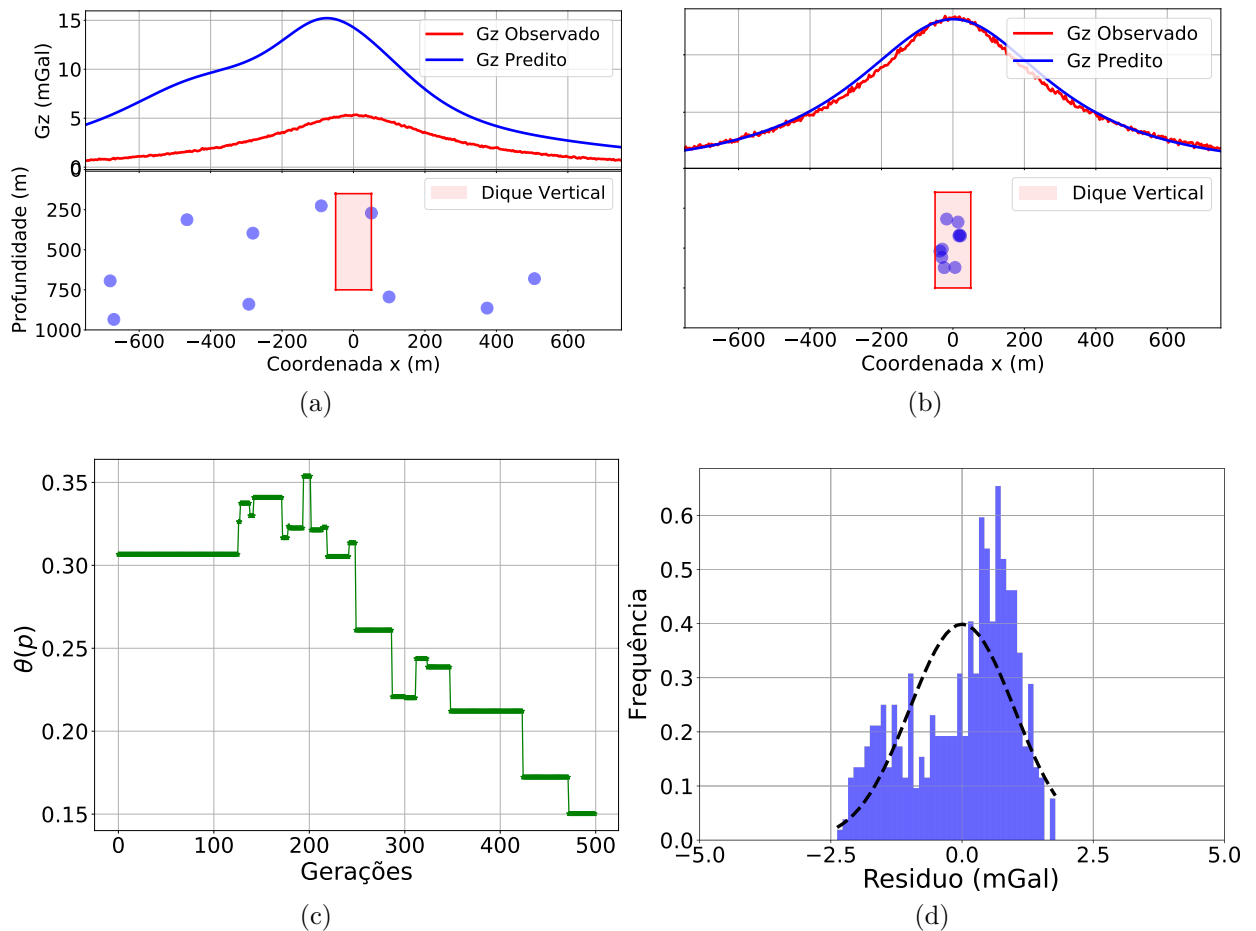 15
10
5
0
Gz (mGal)
Gz Observado
Gz Predito
0
250
500
750
1000
Profundidade (m)
Dique Vertical
−600 −400 −200 0 200 400 600
Coordenada x (m)
(a)
Gz Observado
Gz Predito
Dique Vertical
−600 −400 −200 0 200 400 600
Coordenada x (m)
(b)
0.35
0.30
0.25
0.20
0.15
θ(p)
0 100 200 300 400 500
Gerações
(c)
0.6
0.5
0.4
0.3
0.2
0.1
0.0
Frequência
−5.0 −2.5 0.0 2.5 5.0
Residuo (mGal)
(d)